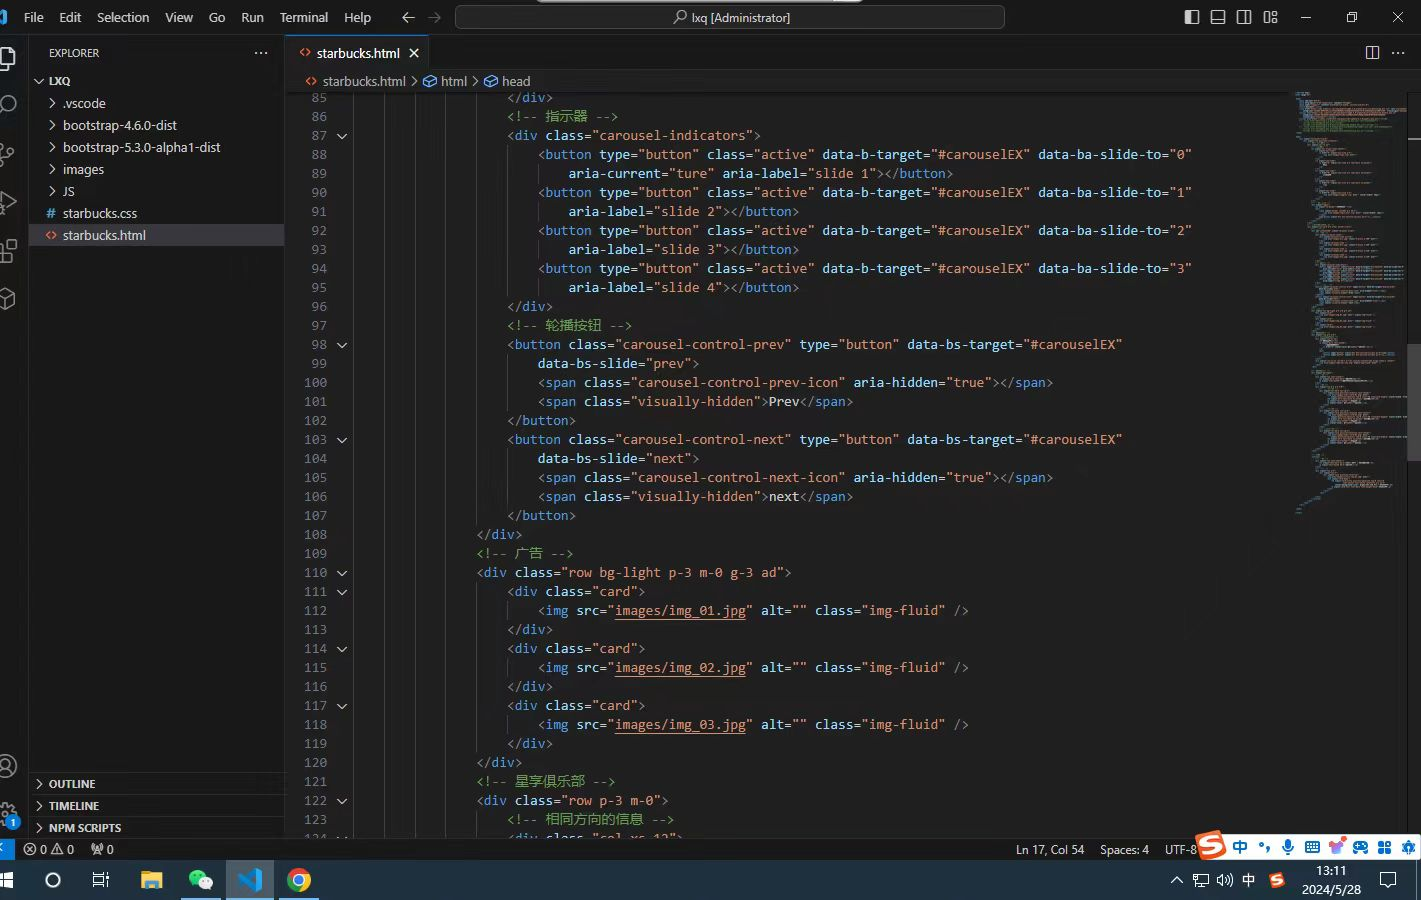 File Edit Selection View Go Run Terminal Help
lxq [Administrator]
EXPLORER
starbucks.html
LXQ
starbucks.html > html > head
.vscode
bootstrap-4.6.0-dist
bootstrap-5.3.0-alpha1-dist
images
JS
starbucks.css
starbucks.html
85 </div>
86 <!-- 指示器 -->
87 <div class="carousel-indicators">
88 <button type="button" class="active" data-b-target="#carouselEX" data-ba-slide-to="0"
89 aria-current="ture" aria-label="slide 1"></button>
90 <button type="button" class="active" data-b-target="#carouselEX" data-ba-slide-to="1"
91 aria-label="slide 2"></button>
92 <button type="button" class="active" data-b-target="#carouselEX" data-ba-slide-to="2"
93 aria-label="slide 3"></button>
94 <button type="button" class="active" data-b-target="#carouselEX" data-ba-slide-to="3"
95 aria-label="slide 4"></button>
96 </div>
97 <!-- 轮播按钮 -->
98 <button class="carousel-control-prev" type="button" data-bs-target="#carouselEX"
99 data-bs-slide="prev">
100 <span class="carousel-control-prev-icon" aria-hidden="true"></span>
101 <span class="visually-hidden">Prev</span>
102 </button>
103 <button class="carousel-control-next" type="button" data-bs-target="#carouselEX"
104 data-bs-slide="next">
105 <span class="carousel-control-next-icon" aria-hidden="true"></span>
106 <span class="visually-hidden">next</span>
107 </button>
108 </div>
109 <!-- 广告 -->
110 <div class="row bg-light p-3 m-0 g-3 ad">
111 <div class="card">
112 <img src="images/img_01.jpg" alt="" class="img-fluid" />
113 </div>
114 <div class="card">
115 <img src="images/img_02.jpg" alt="" class="img-fluid" />
116 </div>
117 <div class="card">
118 <img src="images/img_03.jpg" alt="" class="img-fluid" />
119 </div>
120 </div>
121 <!-- 星享俱乐部 -->
122 <div class="row p-3 m-0">
123 <!-- 相同方向的信息 -->
124 <div class="col-xs-12">
OUTLINE
TIMELINE
NPM SCRIPTS
1
0 0 0
Ln 17, Col 54 Spaces: 4 UTF-8
中
中
13:11
2024/5/28